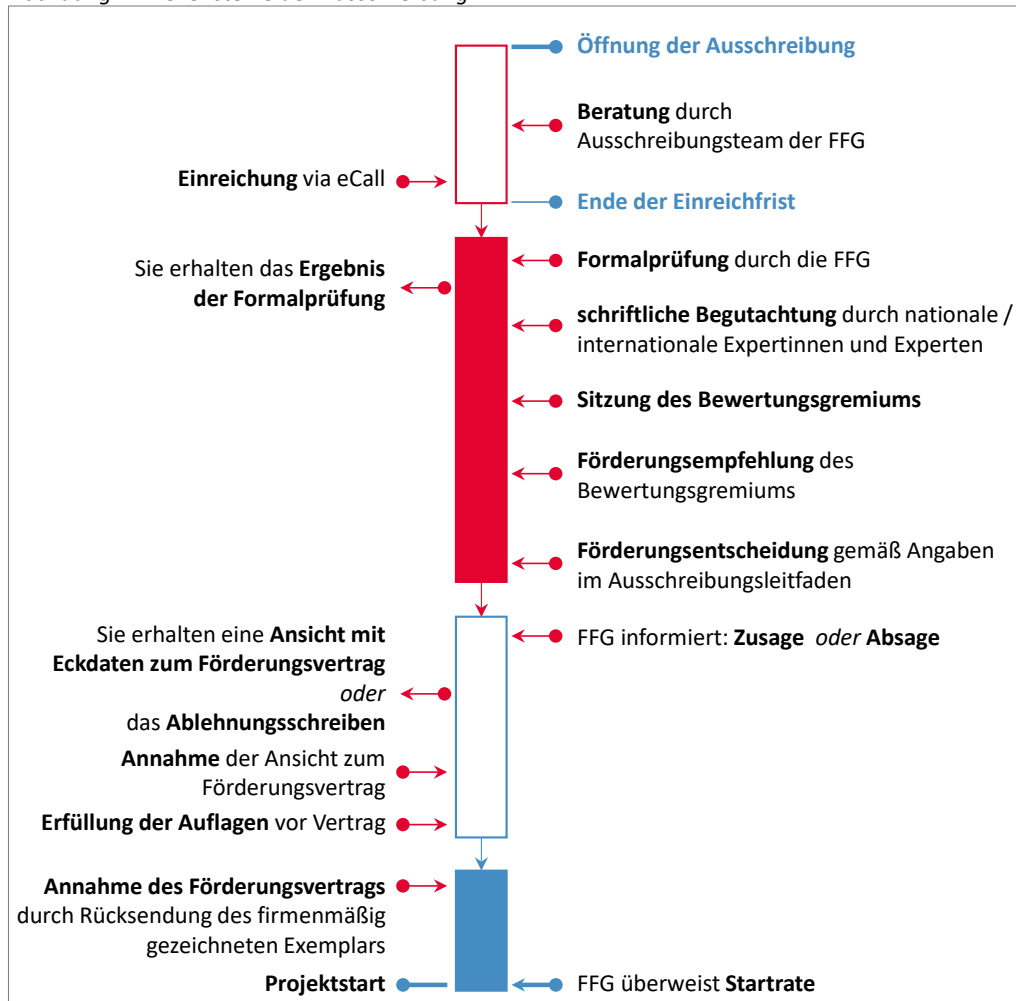 Öffnung der Ausschreibung
Beratung durch
Ausschreibungsteam der FFG
Einreichung via eCall
Ende der Einreichfrist
Formalprüfung durch die FFG
Sie erhalten das Ergebnis
der Formalprüfung
schriftliche Begutachtung durch nationale /
internationale Expertinnen und Experten
Sitzung des Bewertungsgremiums
Förderungsempfehlung des
Bewertungsgremiums
Förderungsentscheidung gemäß Angaben
im Ausschreibungsleitfaden
FFG informiert: Zusage oder Absage
Sie erhalten eine Ansicht mit
Eckdaten zum Förderungsvertrag
oder
das Ablehnungsschreiben
Annahme der Ansicht zum
Förderungsvertrag
Erfüllung der Auflagen vor Vertrag
Annahme des Förderungsvertrags
durch Rücksendung des firmenmäßig
gezeichneten Exemplars
Projektstart
FFG überweist Startrate